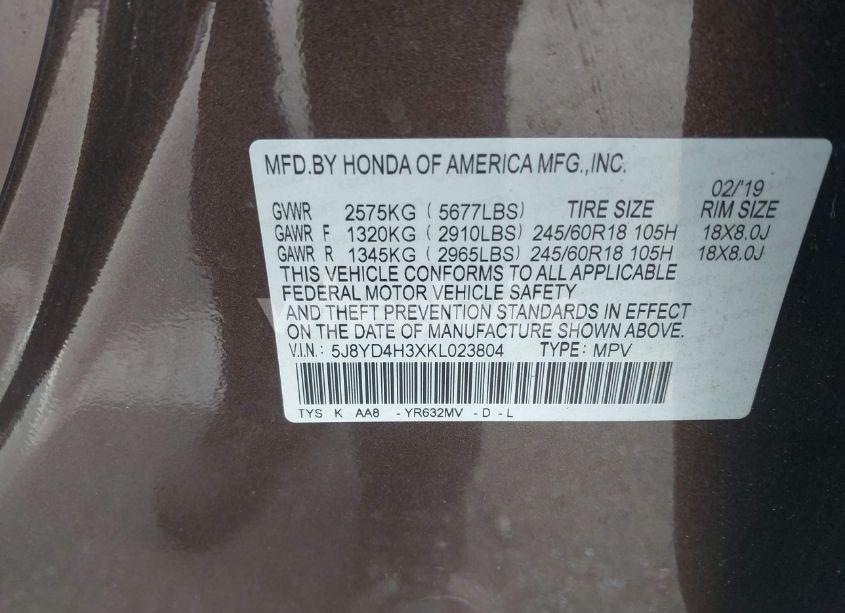 MFD.BY HONDA OF AMERICA MFG.,INC.
02/'19
GVWR 2575KG (5677LBS) TIRE SIZE RIM SIZE
GAWR F 1320KG (2910LBS) 245/60R18 105H 18X8.0J
GAWR R 1345KG (2965LBS) 245/60R18 105H 18X8.0J
THIS VEHICLE CONFORMS TO ALL APPLICABLE
FEDERAL MOTOR VEHICLE SAFETY
AND THEFT PREVENTION STANDARDS IN EFFECT
ON THE DATE OF MANUFACTURE SHOWN ABOVE.
V.I.N: 5J8YD4H3XKL023804 TYPE: MPV
TYS K AA8 -YR632MV -D-L